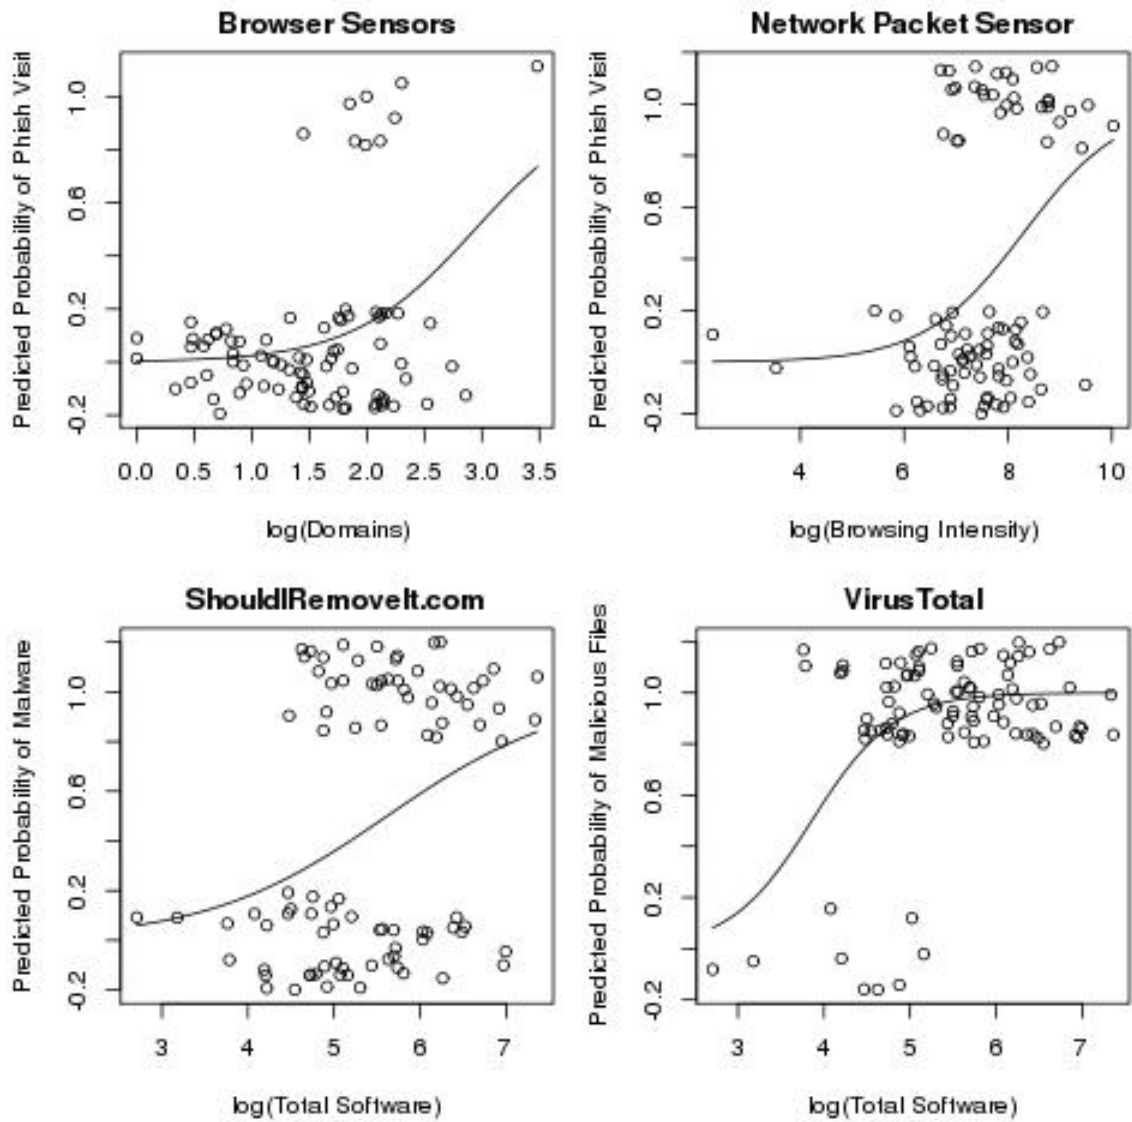 Browser Sensors
Predicted Probability of Phish Visit
1.0
0.6
0.2
-0.2
0.0 0.5 1.0 1.5 2.0 2.5 3.0 3.5
log(Domains)
Network Packet Sensor
Predicted Probability of Phish Visit
1.0
0.6
0.2
-0.2
4 6 8 10
log(Browsing Intensity)
ShouldIRemoveIt.com
Predicted Probability of Malware
1.0
0.6
0.2
-0.2
3 4 5 6 7
log(Total Software)
VirusTotal
Predicted Probability of Malicious Files
1.0
0.6
0.2
-0.2
3 4 5 6 7
log(Total Software)